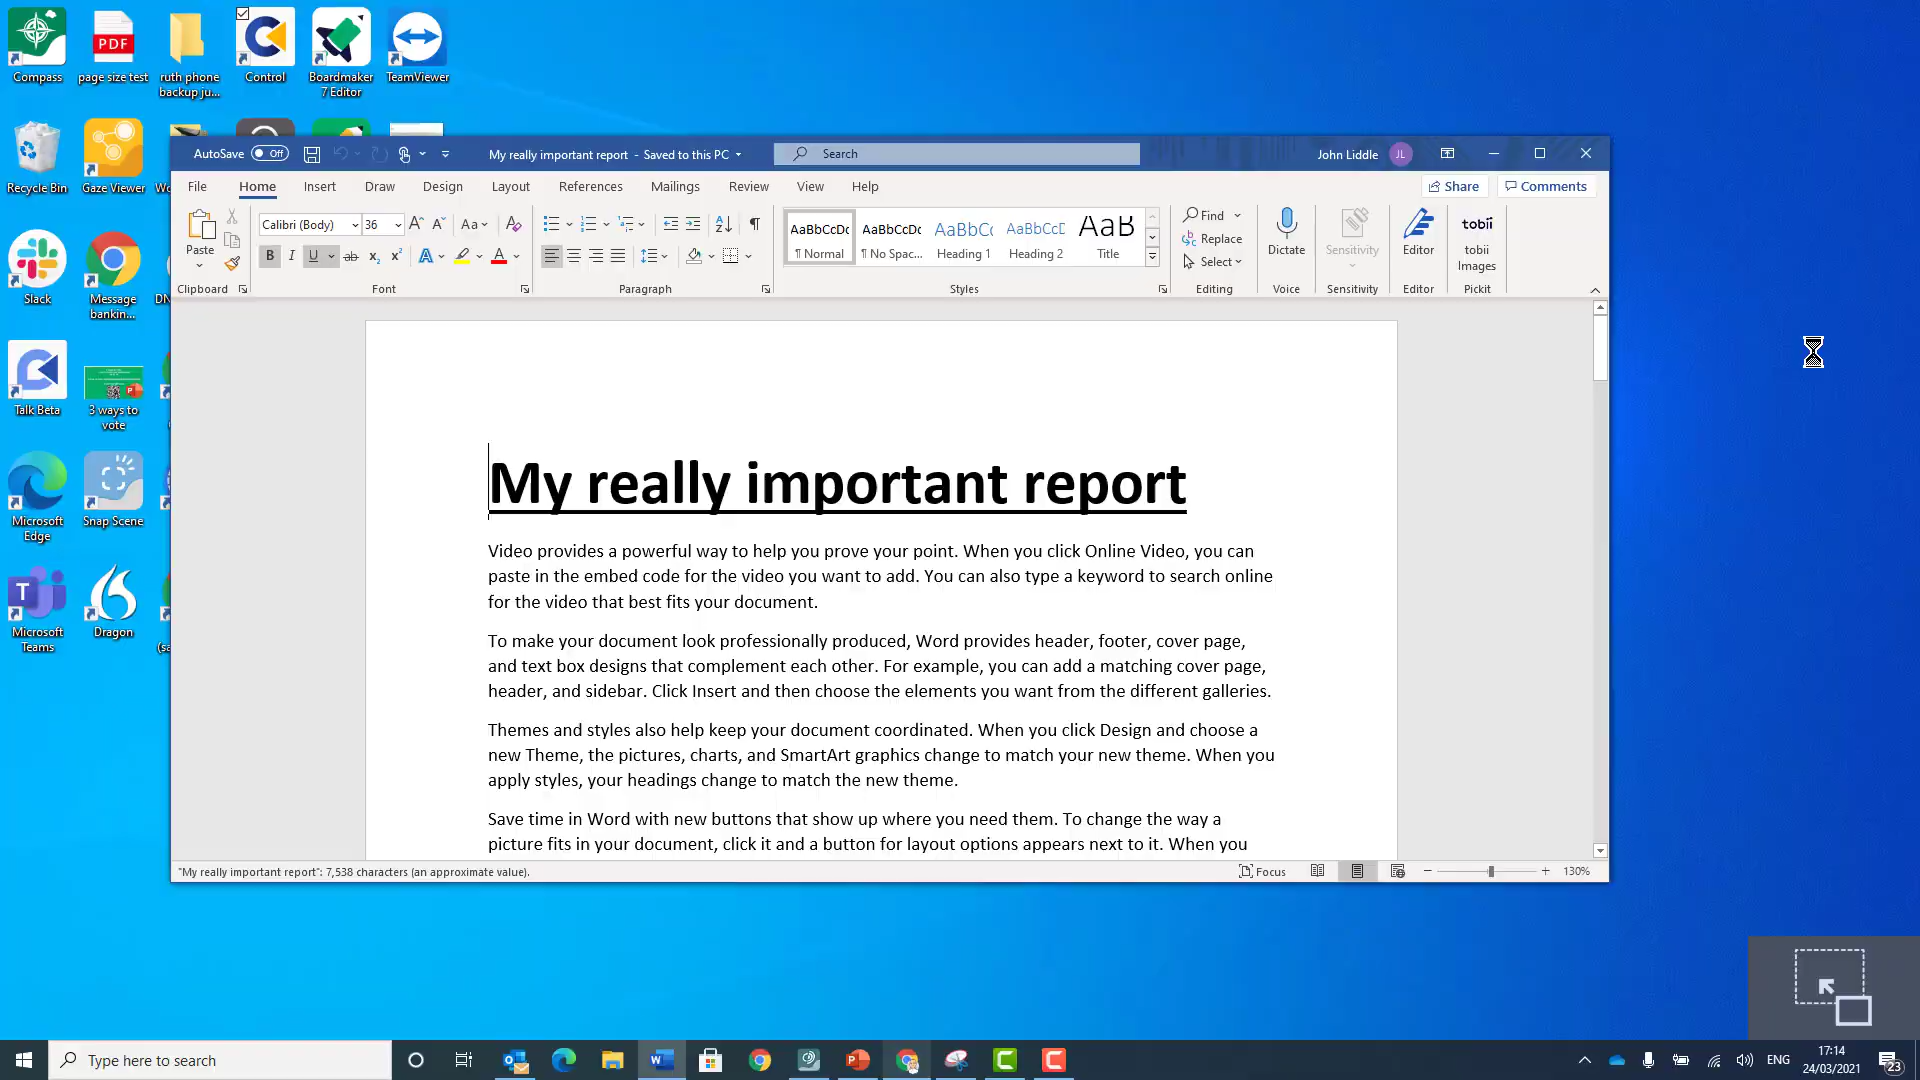 Compass
PDF
page size test
ruth phone
backup ju...
Control
Boardmaker
7 Editor
TeamViewer
Recycle Bin
Gaze Viewer
Slack
Message
bankin...
Talk Beta
3 ways to
vote
Microsoft
Edge
Snap Scene
Microsoft
Teams
Dragon
AutoSave Off
My really important report - Saved to this PC
Search
John Liddle JL
File Home Insert Draw Design Layout References Mailings Review View Help
Share Comments
Paste
Calibri (Body) 36
Aa
B I U ab x₂ x² A A
AaBbCcDc AaBbCcDc AaBbCc AaBbCcD AaB
¶ Normal ¶ No Spac... Heading 1 Heading 2 Title
Find
Replace
Select
Dictate
Sensitivity
Editor
tobii
tobii
Images
Clipboard Font Paragraph Styles Editing Voice Sensitivity Editor Pickit
My really important report
Video provides a powerful way to help you prove your point. When you click Online Video, you can
paste in the embed code for the video you want to add. You can also type a keyword to search online
for the video that best fits your document.
To make your document look professionally produced, Word provides header, footer, cover page,
and text box designs that complement each other. For example, you can add a matching cover page,
header, and sidebar. Click Insert and then choose the elements you want from the different galleries.
Themes and styles also help keep your document coordinated. When you click Design and choose a
new Theme, the pictures, charts, and SmartArt graphics change to match your new theme. When you
apply styles, your headings change to match the new theme.
Save time in Word with new buttons that show up where you need them. To change the way a
picture fits in your document, click it and a button for layout options appears next to it. When you
"My really important report": 7,538 characters (an approximate value).
Focus
130%
Type here to search
ENG
17:14
24/03/2021
23